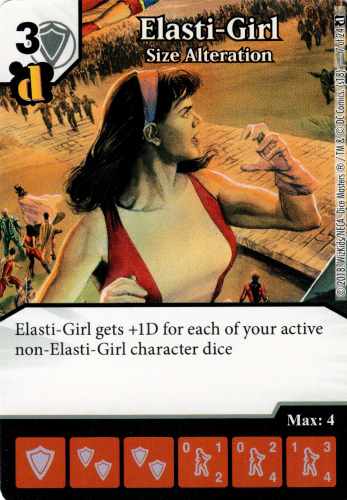 3
Elasti-Girl
Size Alteration
d
© 2018 WizKids/NECA. Dice Masters ® / TM & © DC Comics. (s18)
Elasti-Girl gets +1D for each of your active
non-Elasti-Girl character dice
Max: 4
0 1 2
0 2 4
1 3 4